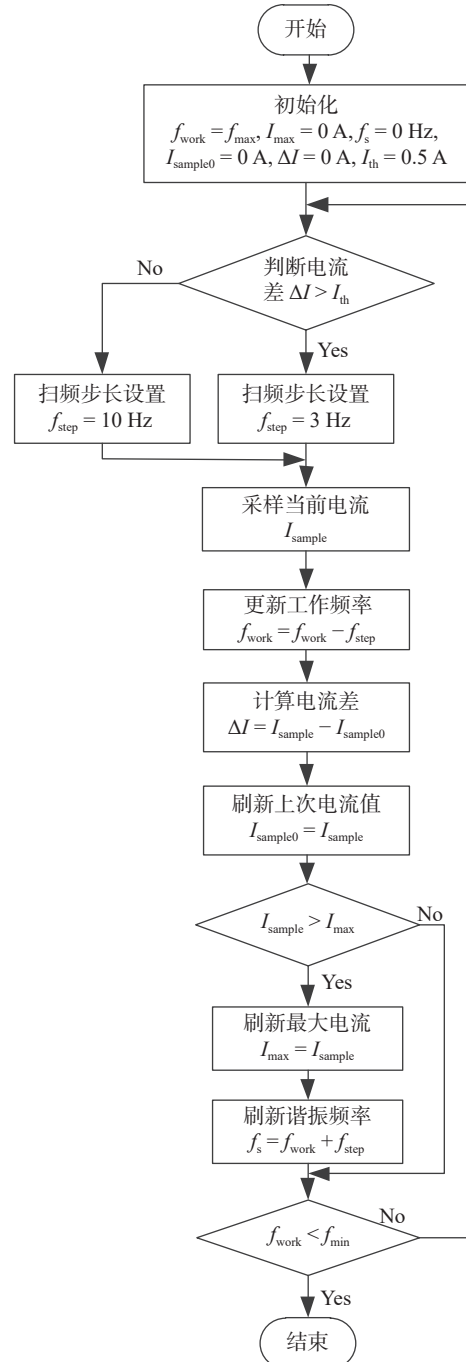 开始
初始化
f_work = f_max, I_max = 0 A, f_s = 0 Hz,
I_sample0 = 0 A, ΔI = 0 A, I_th = 0.5 A
判断电流
差 ΔI > I_th
No
Yes
扫频步长设置
f_step = 10 Hz
扫频步长设置
f_step = 3 Hz
采样当前电流
I_sample
更新工作频率
f_work = f_work − f_step
计算电流差
ΔI = I_sample − I_sample0
刷新上次电流值
I_sample0 = I_sample
I_sample > I_max
No
Yes
刷新最大电流
I_max = I_sample
刷新谐振频率
f_s = f_work + f_step
f_work < f_min
No
Yes
结束